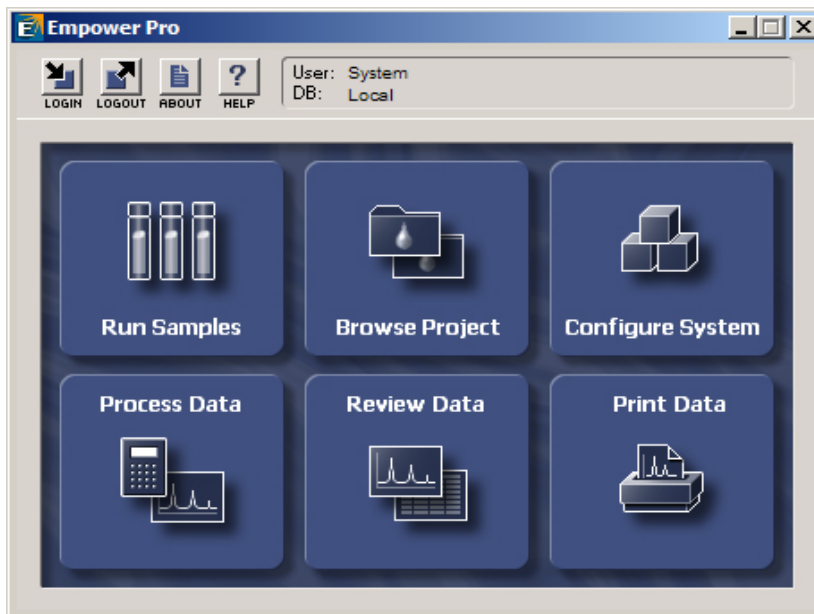 Empower Pro
LOGIN LOGOUT ABOUT HELP
User: System
DB: Local
Run Samples
Browse Project
Configure System
Process Data
Review Data
Print Data